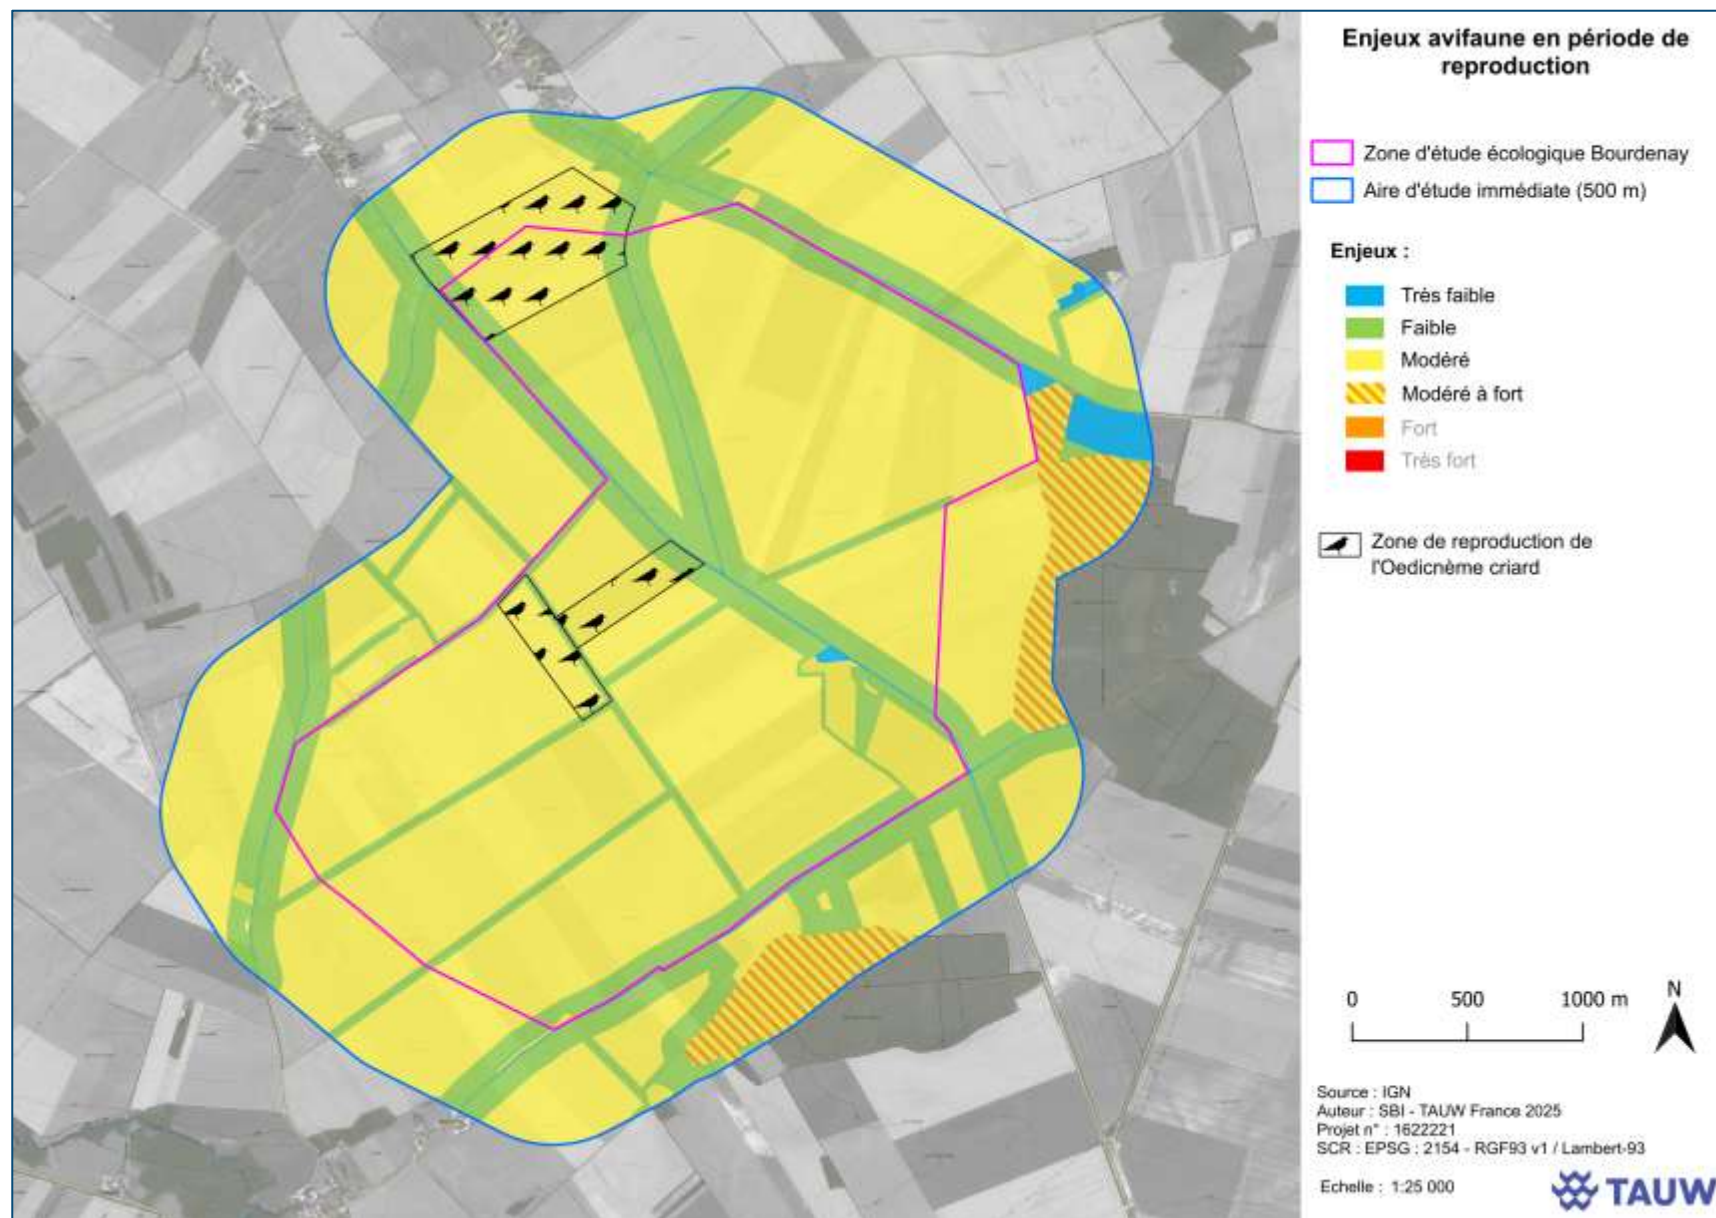 Enjeux avifaune en période de
reproduction
Zone d'étude écologique Bourdenay
Aire d'étude immédiate (500 m)
Enjeux :
Très faible
Faible
Modéré
Modéré à fort
Fort
Très fort
Zone de reproduction de
l'Oedicnème criard
0 500 1000 m
N
Source : IGN
Auteur : SBI - TAUW France 2025
Projet n° : 1622221
SCR : EPSG : 2154 - RGF93 v1 / Lambert-93
Echelle : 1:25 000
TAUW